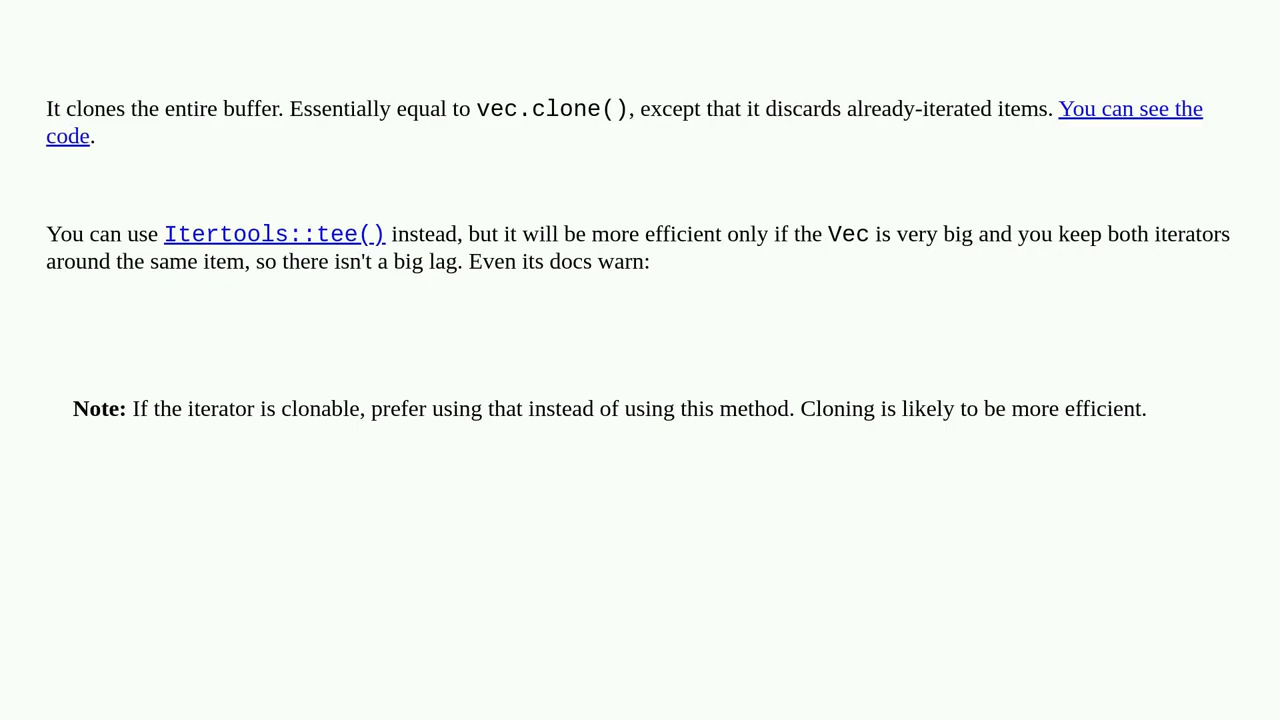 It clones the entire buffer. Essentially equal to vec.clone(), except that it discards already-iterated items. You can see the
code.
You can use Itertools::tee() instead, but it will be more efficient only if the Vec is very big and you keep both iterators
around the same item, so there isn't a big lag. Even its docs warn:
Note: If the iterator is clonable, prefer using that instead of using this method. Cloning is likely to be more efficient.